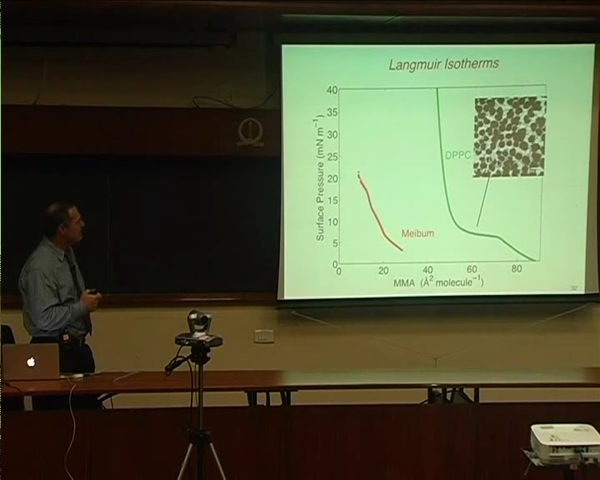 Langmuir Isotherms
Surface Pressure (mN m⁻¹)
40
35
30
25
20
15
10
5
0
DPPC
Meibum
0 20 40 60 80
MMA (Å² molecule⁻¹)